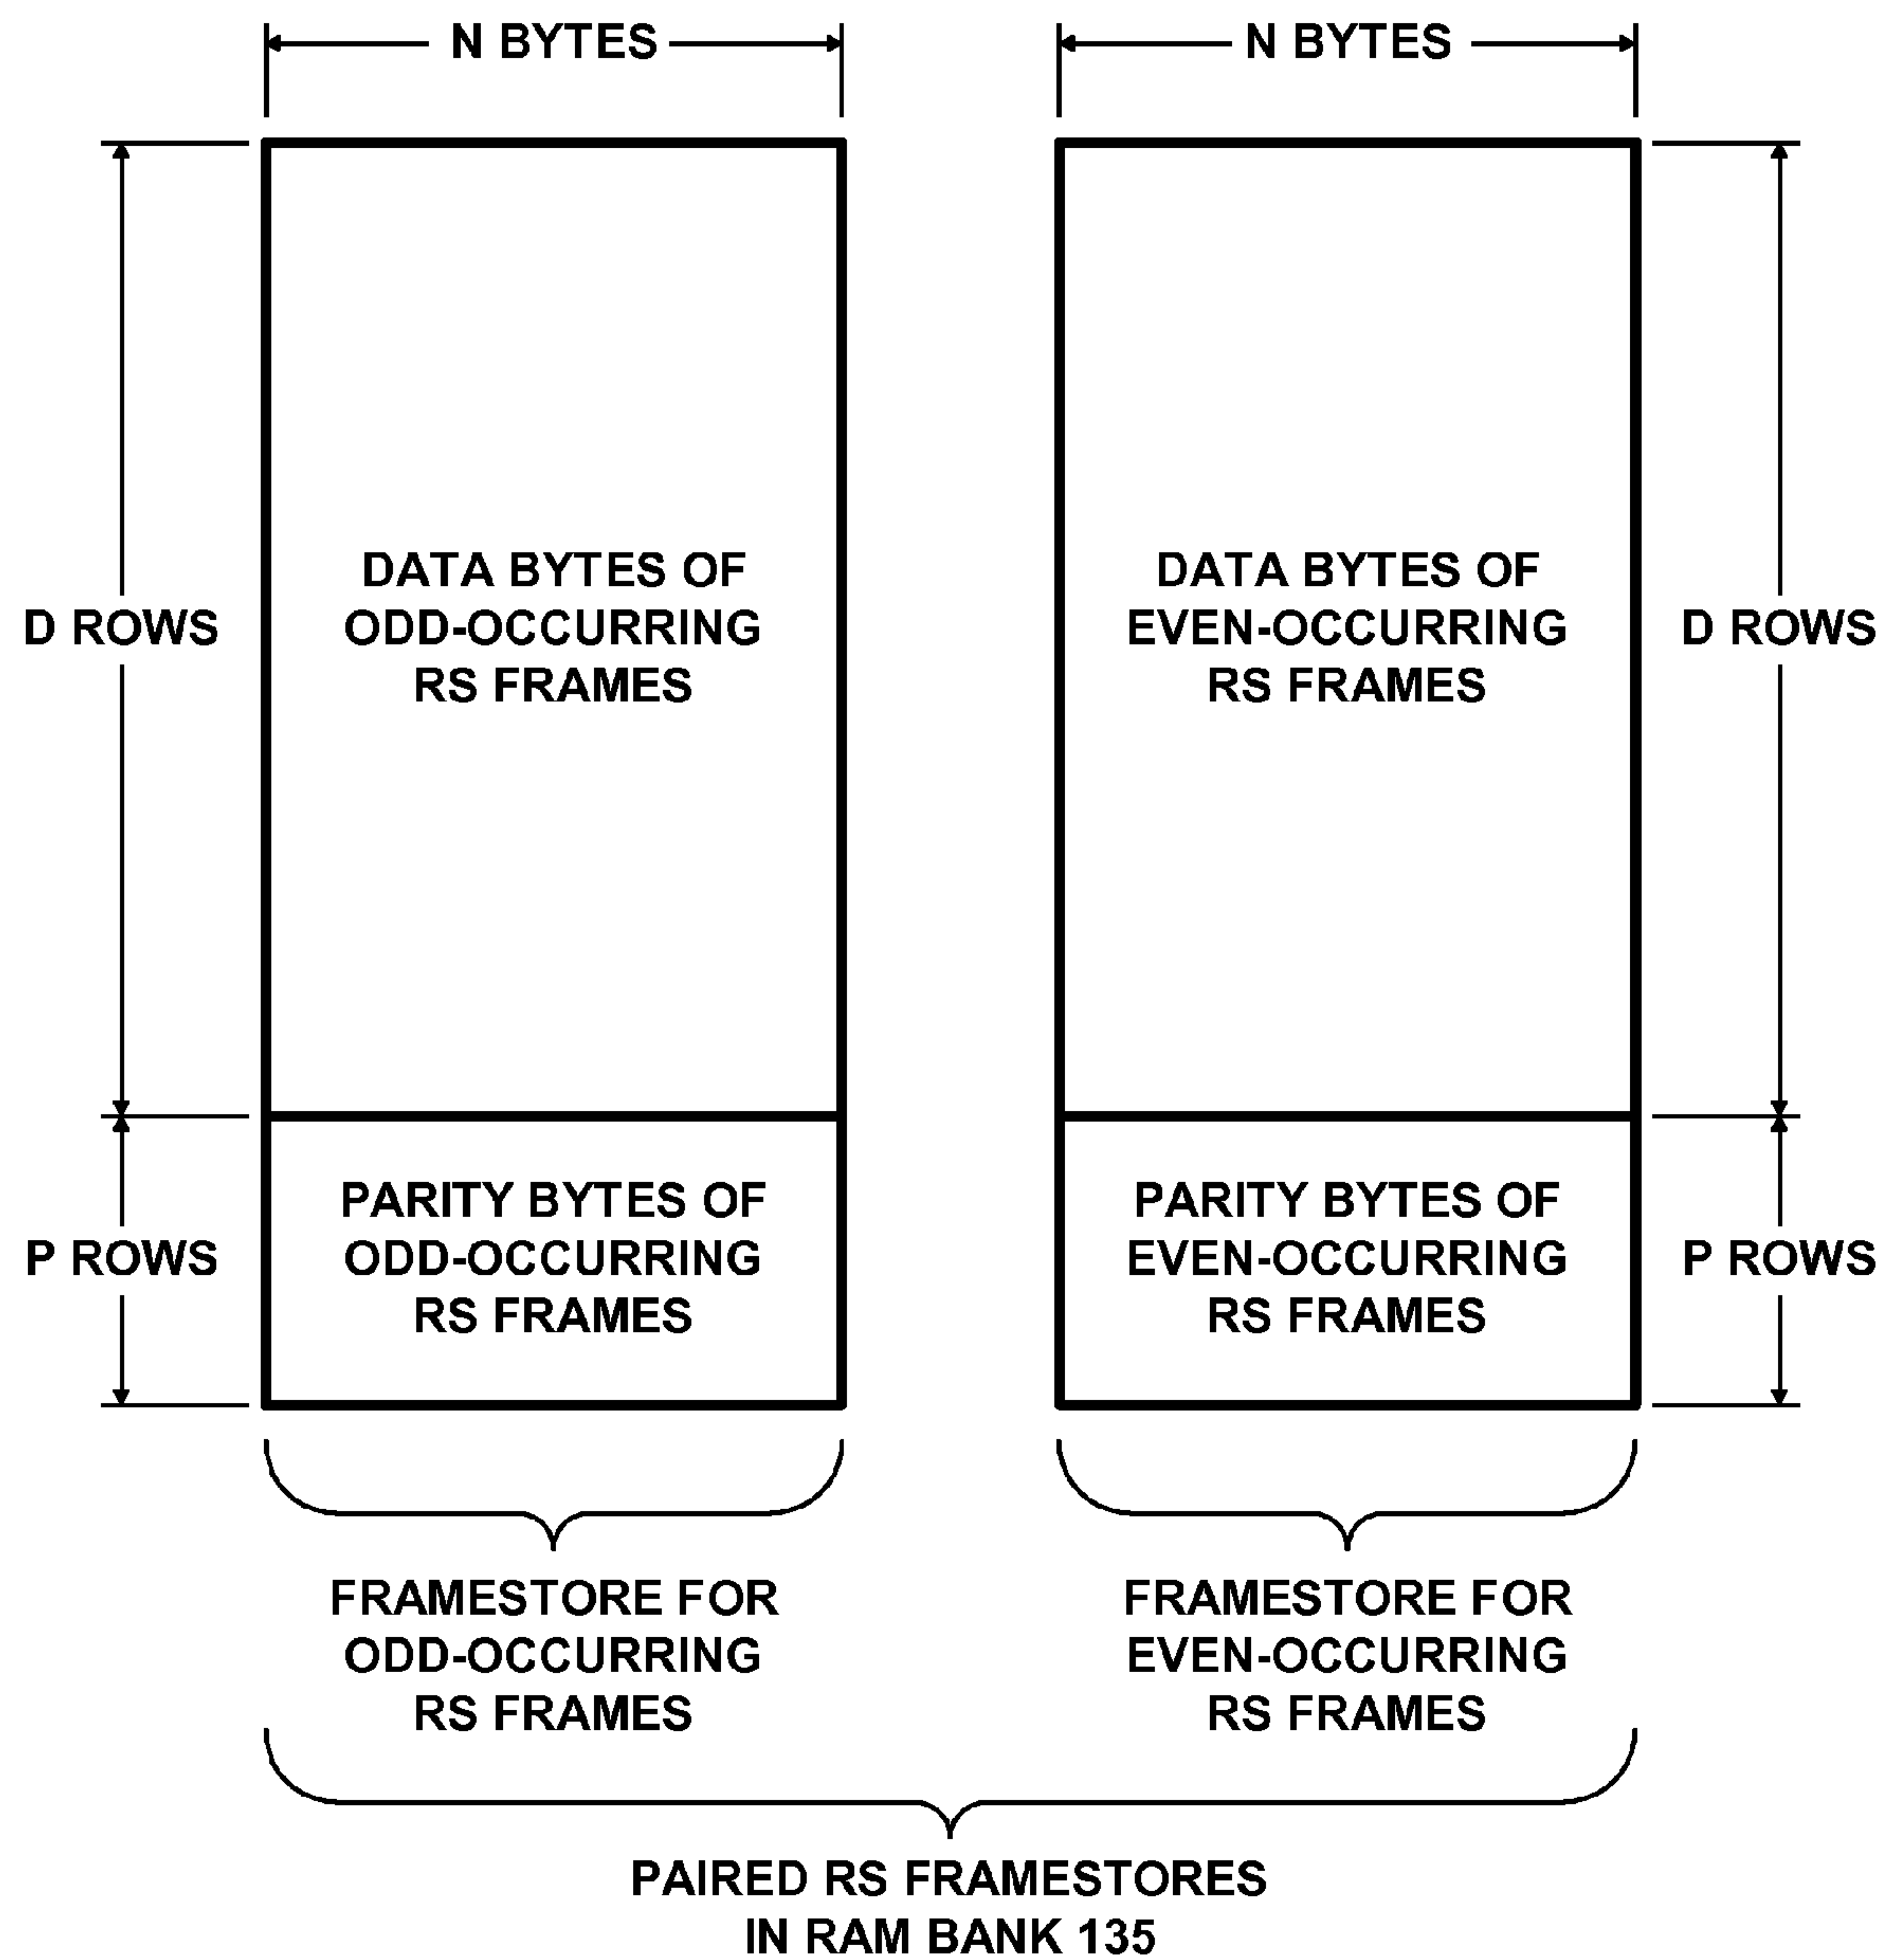 N BYTES
N BYTES
DATA BYTES OF
ODD-OCCURRING
RS FRAMES
DATA BYTES OF
EVEN-OCCURRING
RS FRAMES
D ROWS
D ROWS
PARITY BYTES OF
ODD-OCCURRING
RS FRAMES
PARITY BYTES OF
EVEN-OCCURRING
RS FRAMES
P ROWS
P ROWS
FRAMESTORE FOR
ODD-OCCURRING
RS FRAMES
FRAMESTORE FOR
EVEN-OCCURRING
RS FRAMES
PAIRED RS FRAMESTORES
IN RAM BANK 135